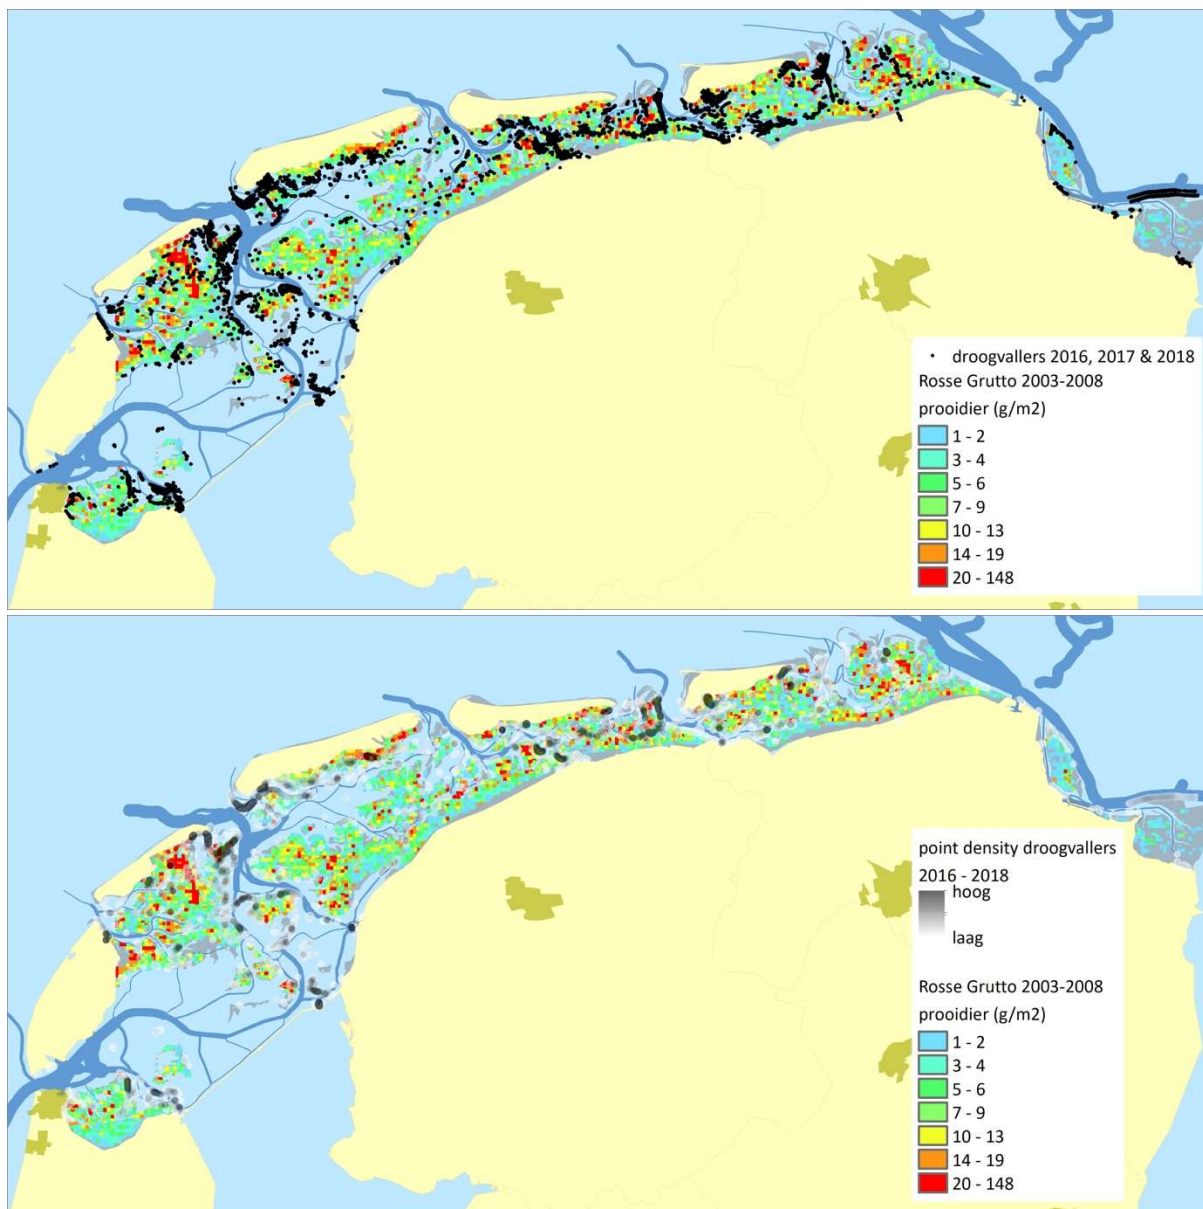 droogvallers 2016, 2017 & 2018
Rosse Grutto 2003-2008
prooidier (g/m2)
1 - 2
3 - 4
5 - 6
7 - 9
10 - 13
14 - 19
20 - 148
point density droogvallers
2016 - 2018
hoog
laag
Rosse Grutto 2003-2008
prooidier (g/m2)
1 - 2
3 - 4
5 - 6
7 - 9
10 - 13
14 - 19
20 - 148